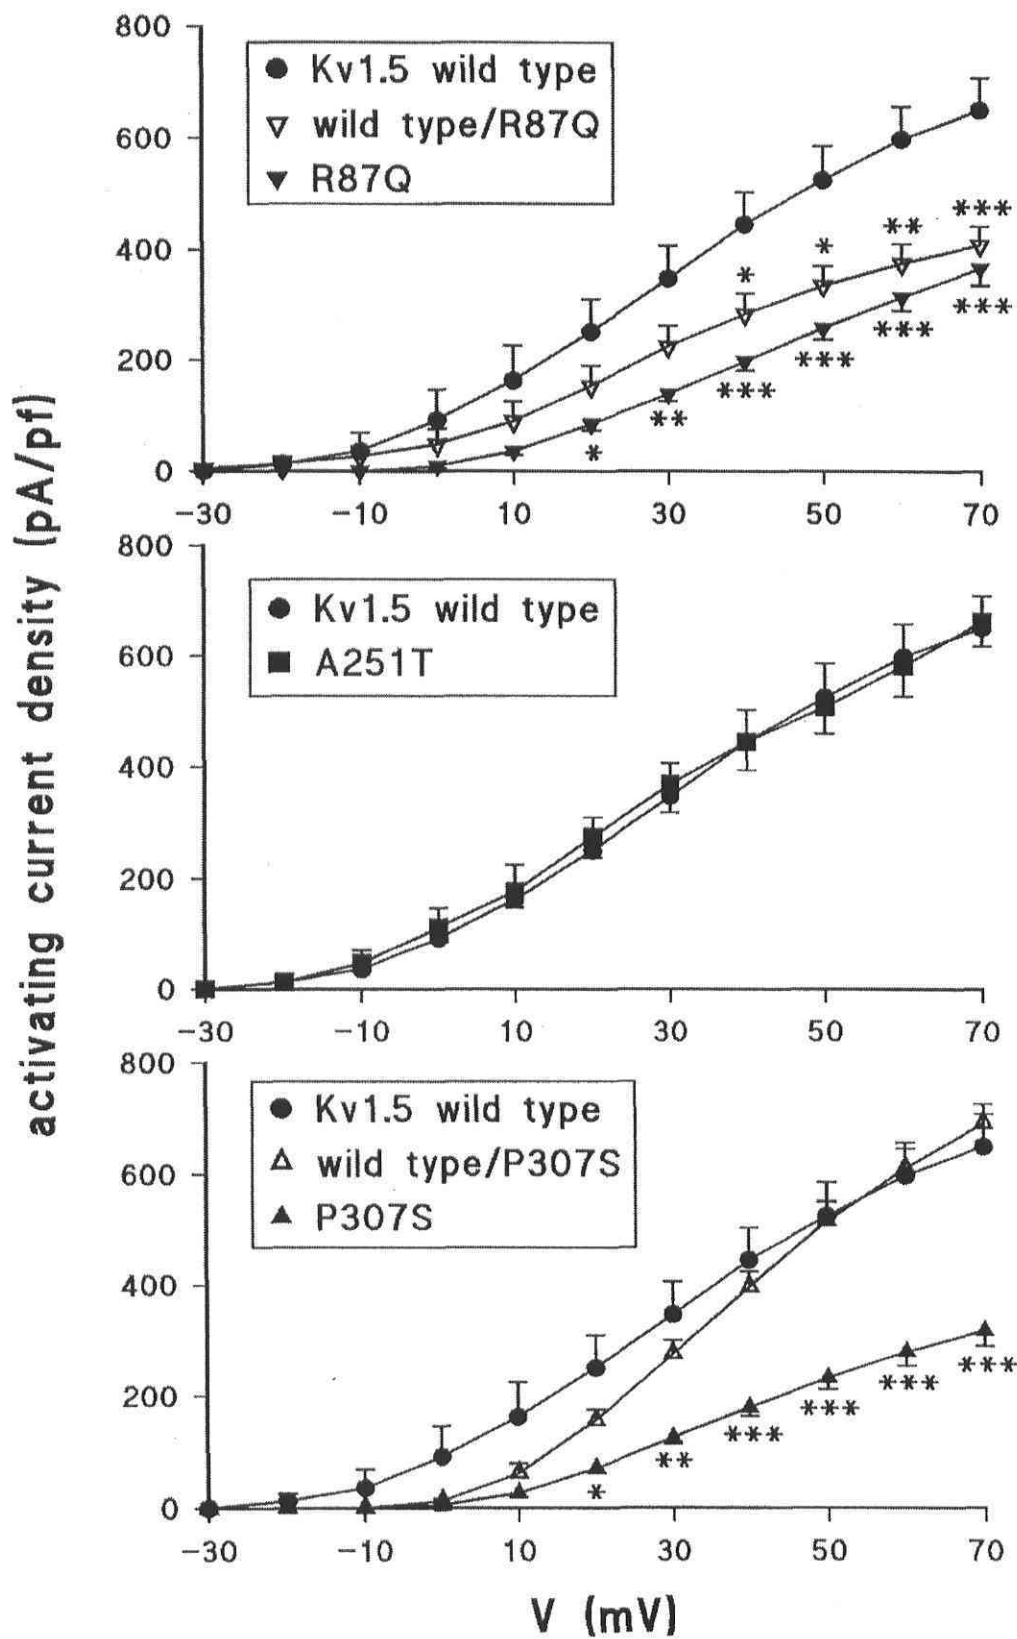 activating current density (pA/pf)
800
600
400
200
0
Kv1.5 wild type
wild type/R87Q
R87Q
***
**
*
*
***
***
***
***
**
*
−30 −10 10 30 50 70
800
600
400
200
0
Kv1.5 wild type
A251T
−30 −10 10 30 50 70
800
600
400
200
0
Kv1.5 wild type
wild type/P307S
P307S
***
***
***
***
**
*
−30 −10 10 30 50 70
V (mV)